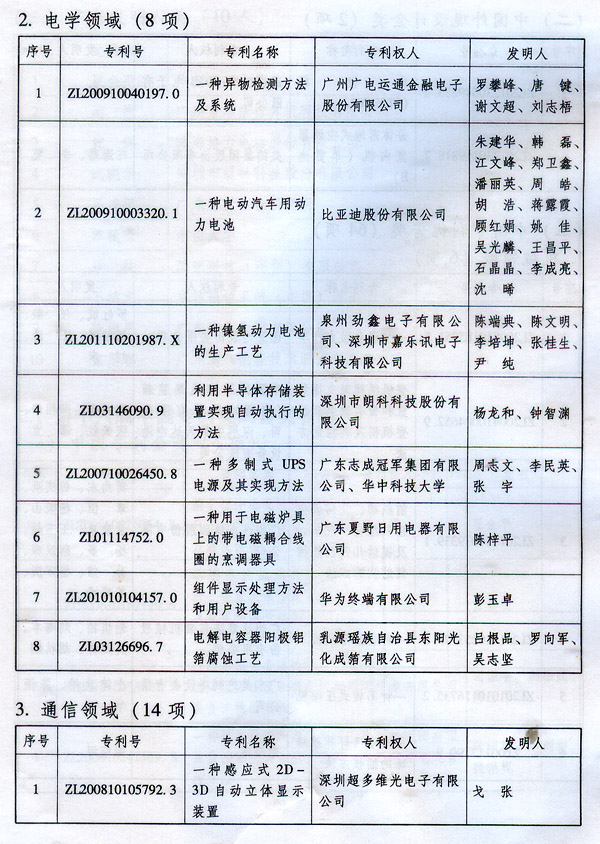 2. 电学领域（8 项）
序号 专利号 专利名称 专利权人 发明人
1 ZL200910040197.0 一种异物检测方法及系统 广州广电运通金融电子股份有限公司 罗攀峰、唐 键、谢文超、刘志梧
2 ZL200910003320.1 一种电动汽车用动力电池 比亚迪股份有限公司 朱建华、韩 磊、江文峰、郑卫鑫、潘丽英、周 皓、胡 浩、蒋露霞、顾红娟、姚 佳、吴光麟、王昌平、石晶晶、李成亮、沈 晞
3 ZL201110201987.X 一种镍氢动力电池的生产工艺 泉州劲鑫电子有限公司、深圳市嘉乐讯电子科技有限公司 陈端典、陈文明、李培坤、张桂生、尹 纯
4 ZL03146090.9 利用半导体存储装置实现自动执行的方法 深圳市朗科科技股份有限公司 杨龙和、钟智渊
5 ZL200710026450.8 一种多制式 UPS 电源及其实现方法 广东志成冠军集团有限公司、华中科技大学 周志文、李民英、张 宇
6 ZL01114752.0 一种用于电磁炉具上的带电磁耦合线圈的烹调器具 广东夏野日用电器有限公司 陈梓平
7 ZL201010104157.0 组件显示处理方法和用户设备 华为终端有限公司 彭玉卓
8 ZL03126696.7 电解电容器阳极铝箔腐蚀工艺 乳源瑶族自治县东阳光化成箔有限公司 吕根品、罗向军、吴志坚
3. 通信领域（14 项）
序号 专利号 专利名称 专利权人 发明人
1 ZL200810105792.3 一种感应式 2D－3D 自动立体显示装置 深圳超多维光电子有限公司 戈 张